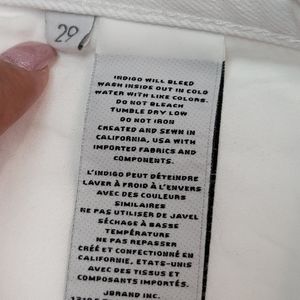 29
INDIGO WILL BLEED
WASH INSIDE OUT IN COLD
WATER WITH LIKE COLORS.
DO NOT BLEACH
TUMBLE DRY LOW
DO NOT IRON
CREATED AND SEWN IN
CALIFORNIA, USA WITH
IMPORTED FABRICS AND
COMPONENTS.
L'INDIGO PEUT DÉTEINDRE
LAVER À FROID À L'ENVERS
AVEC DES COULEURS
SIMILAIRES
NE PAS UTILISER DE JAVEL
SÉCHAGE À BASSE
TEMPÉRATURE
NE PAS REPASSER
CRÉÉ ET CONFECTIONNÉ EN
CALIFORNIE, ÉTATS-UNIS
AVEC DES TISSUS ET
COMPOSANTS IMPORTÉS.
JBRAND INC.